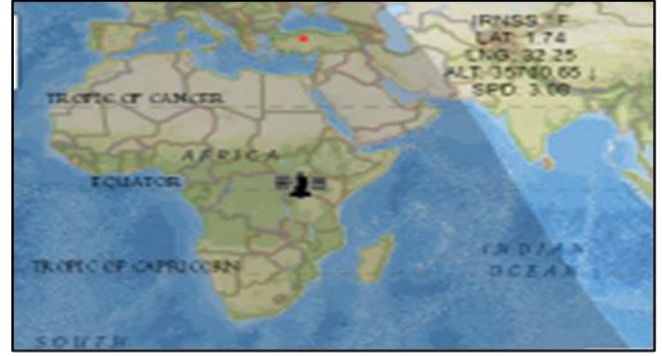 IRNSS 1F
LAT: 1.74
LNG: 32.25
ALT: 35780.65 ↓
SPD: 3.08
TROPIC OF CANCER
AFRICA
EQUATOR
TROPIC OF CAPRICORN
INDIAN
OCEAN
SOUTH